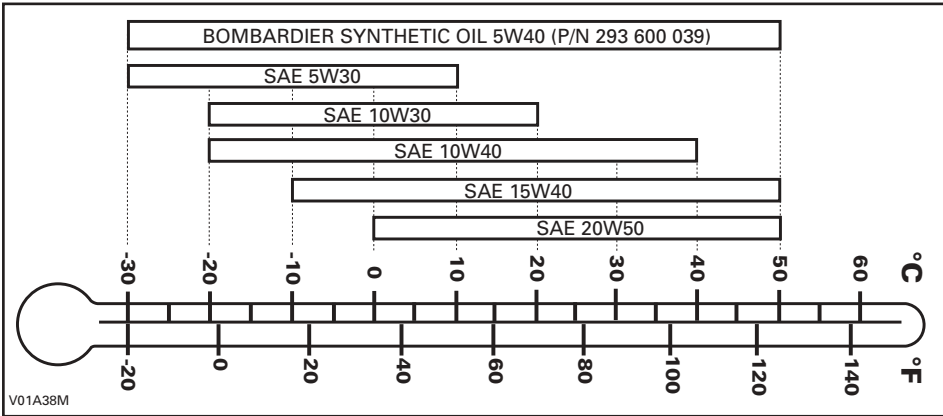 BOMBARDIER SYNTHETIC OIL 5W40 (P/N 293 600 039)
SAE 5W30
SAE 10W30
SAE 10W40
SAE 15W40
SAE 20W50
-30 -20 -10 0 10 20 30 40 50 60 °C
-20 0 20 40 60 80 100 120 140 °F
V01A38M